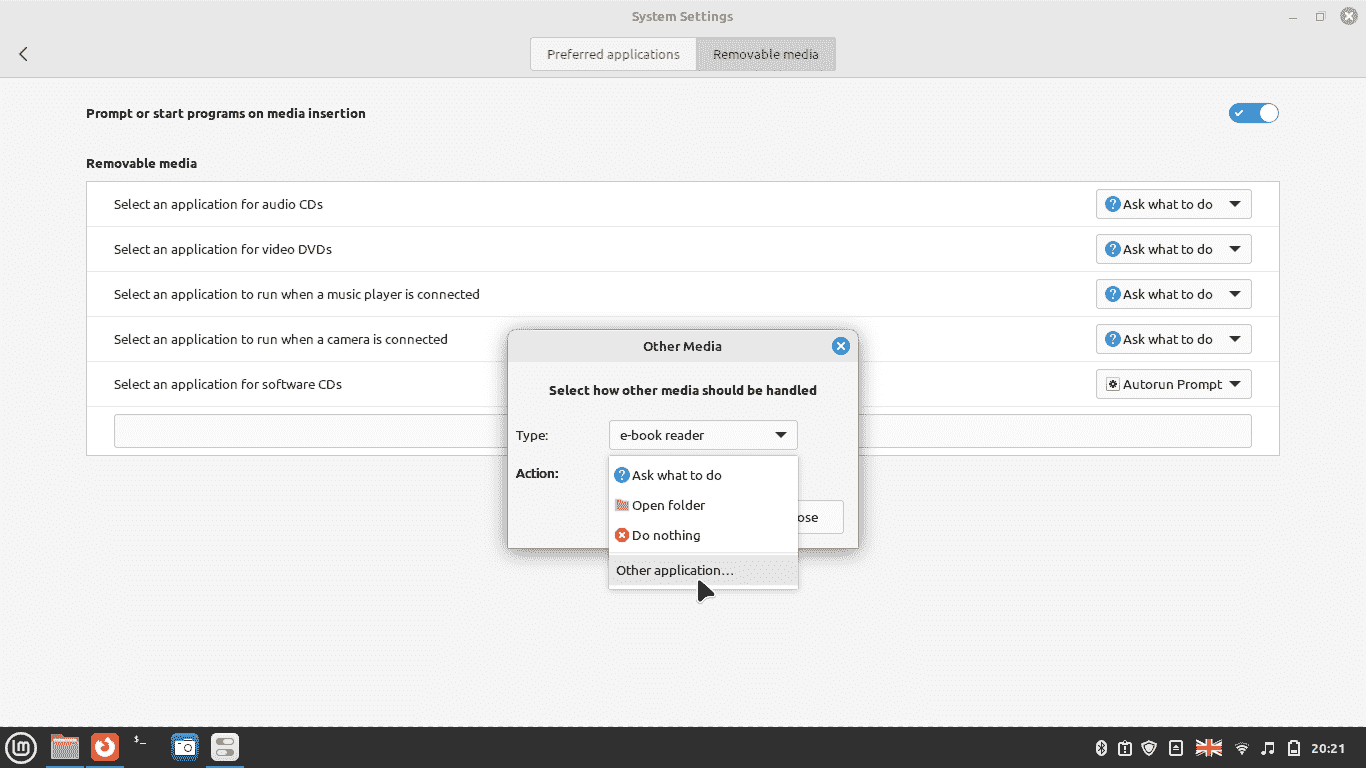 System Settings
Preferred applications
Removable media
Prompt or start programs on media insertion
Removable media
Select an application for audio CDs
Ask what to do
Select an application for video DVDs
Ask what to do
Select an application to run when a music player is connected
Ask what to do
Select an application to run when a camera is connected
Ask what to do
Select an application for software CDs
Autorun Prompt
Other Media
Select how other media should be handled
Type:
e-book reader
Action:
Ask what to do
Open folder
Do nothing
Other application…
ose
20:21